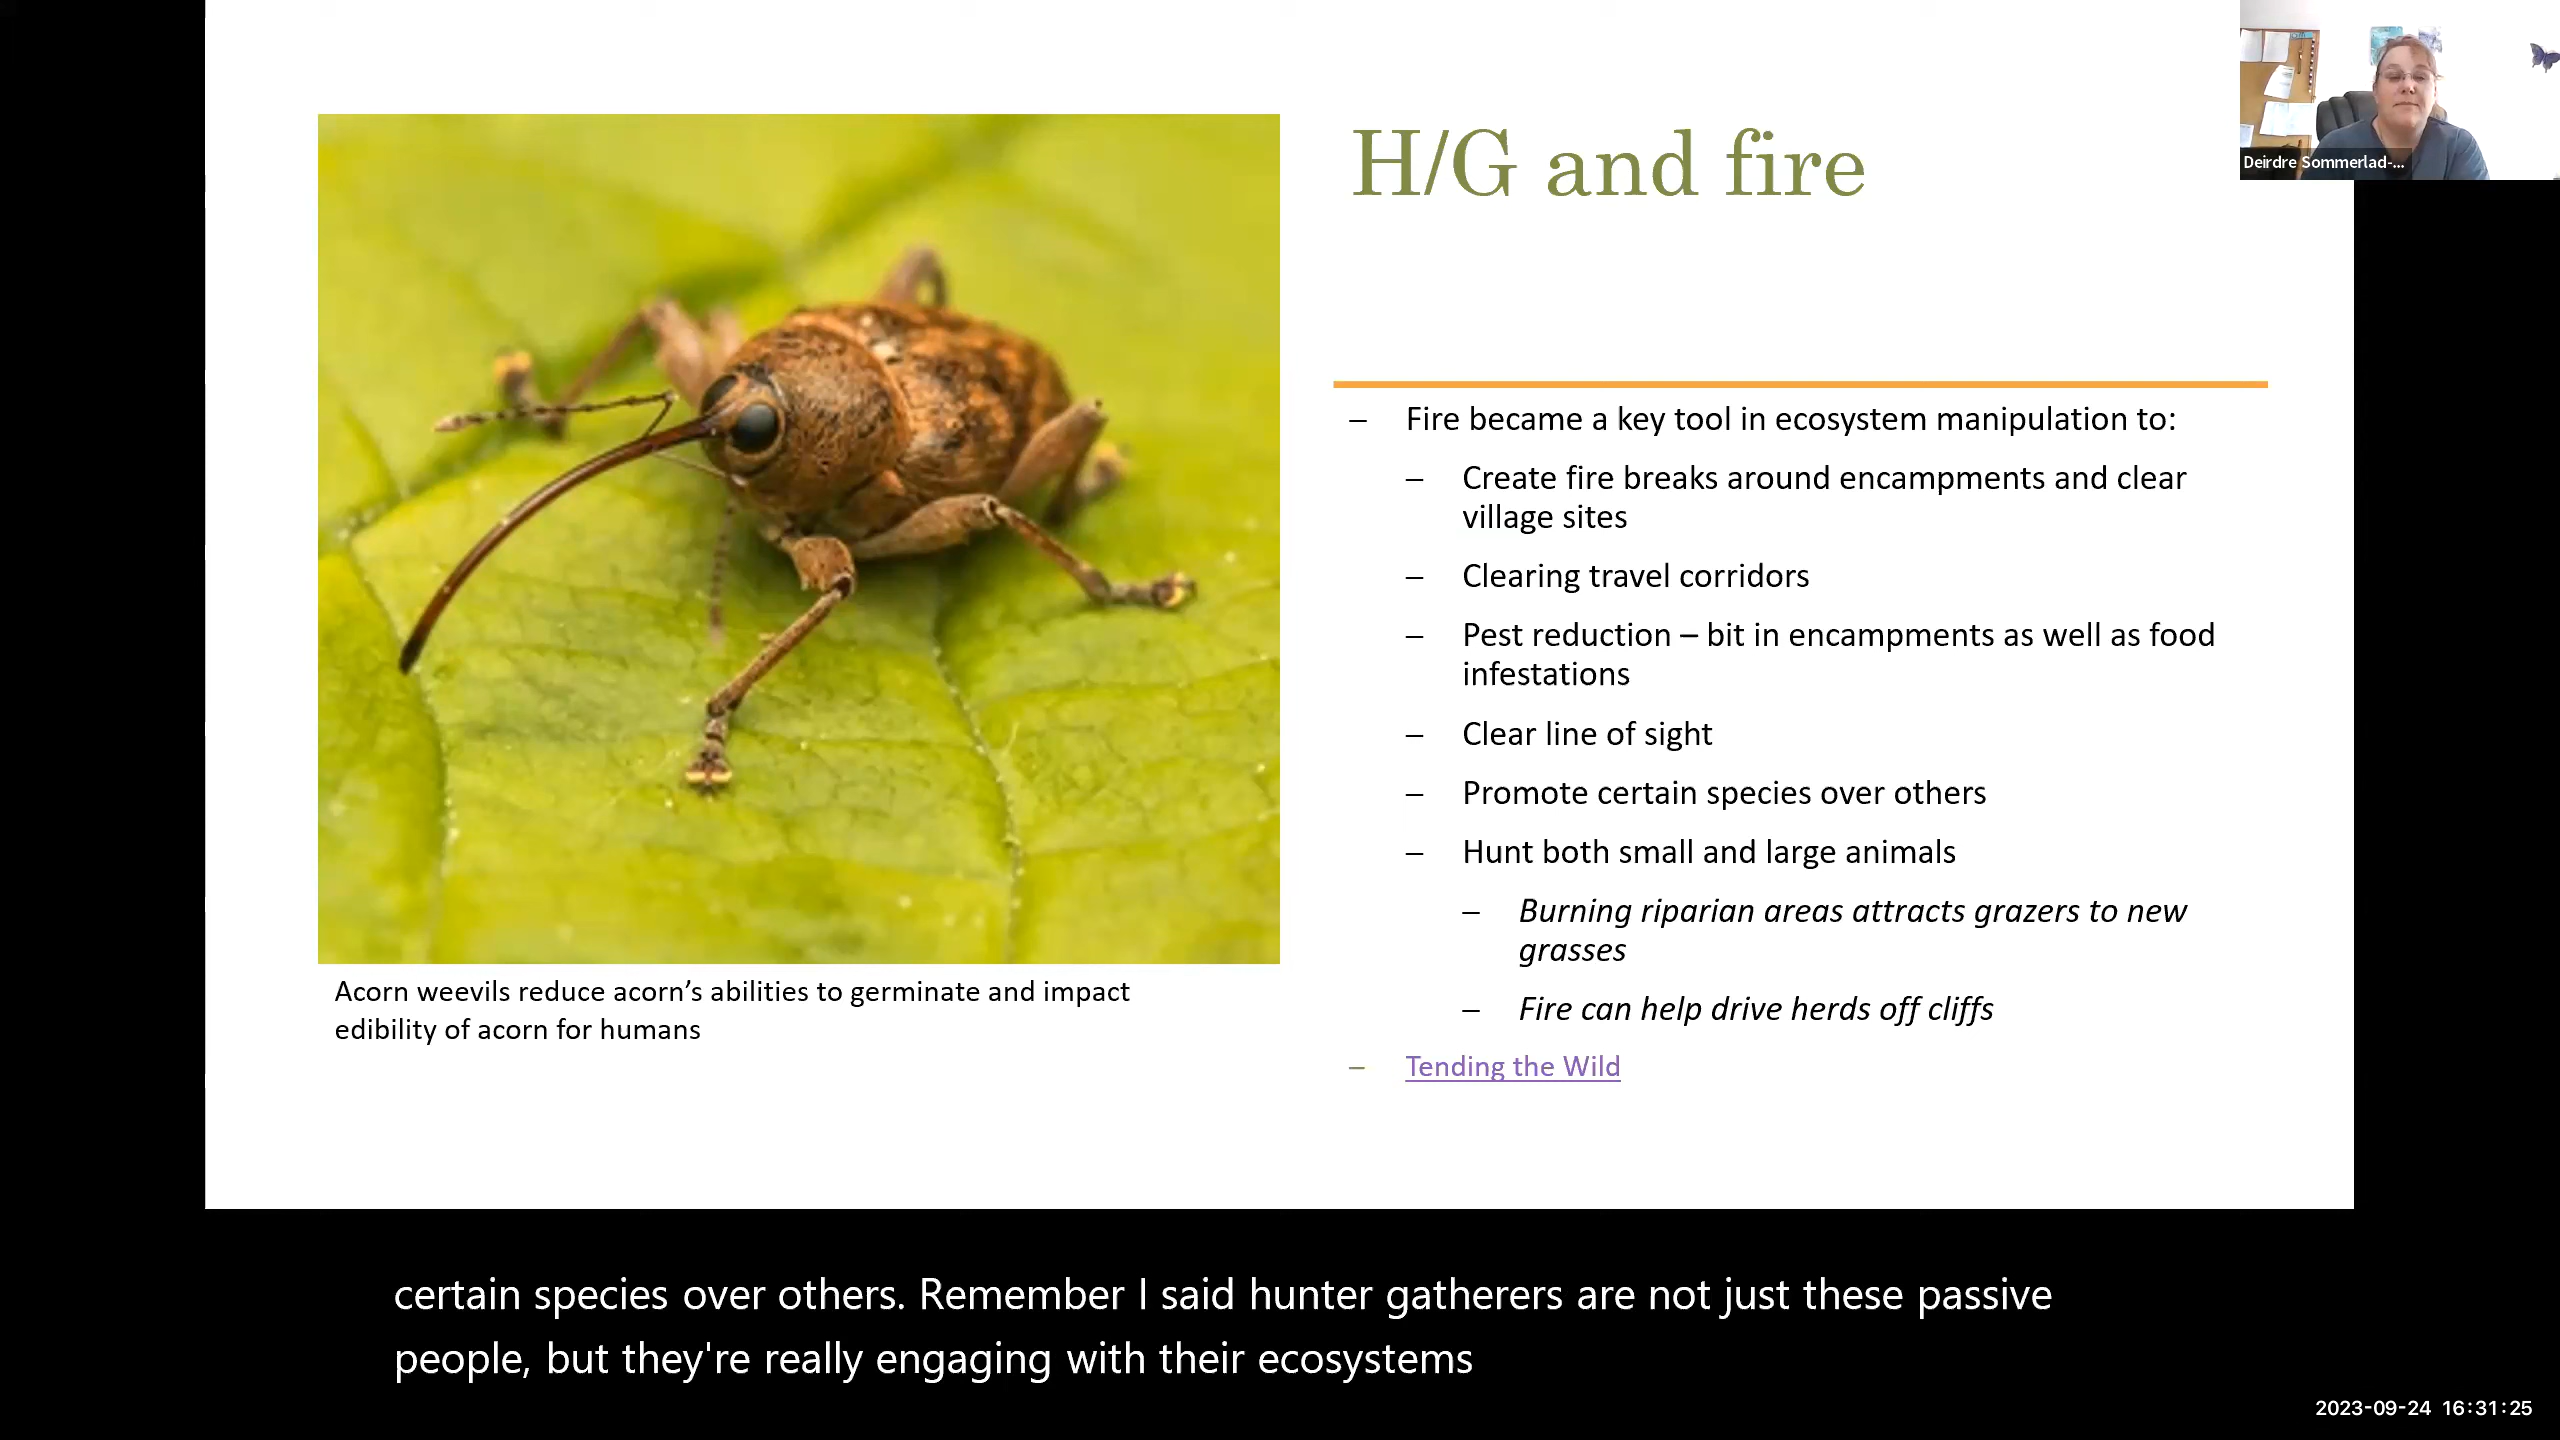 Deirdre Sommerlad-...
H/G and fire
– Fire became a key tool in ecosystem manipulation to:
– Create fire breaks around encampments and clear
village sites
– Clearing travel corridors
– Pest reduction – bit in encampments as well as food
infestations
– Clear line of sight
– Promote certain species over others
– Hunt both small and large animals
– Burning riparian areas attracts grazers to new
grasses
– Fire can help drive herds off cliffs
– Tending the Wild
Acorn weevils reduce acorn’s abilities to germinate and impact
edibility of acorn for humans
certain species over others. Remember I said hunter gatherers are not just these passive
people, but they're really engaging with their ecosystems
2023-09-24 16:31:25